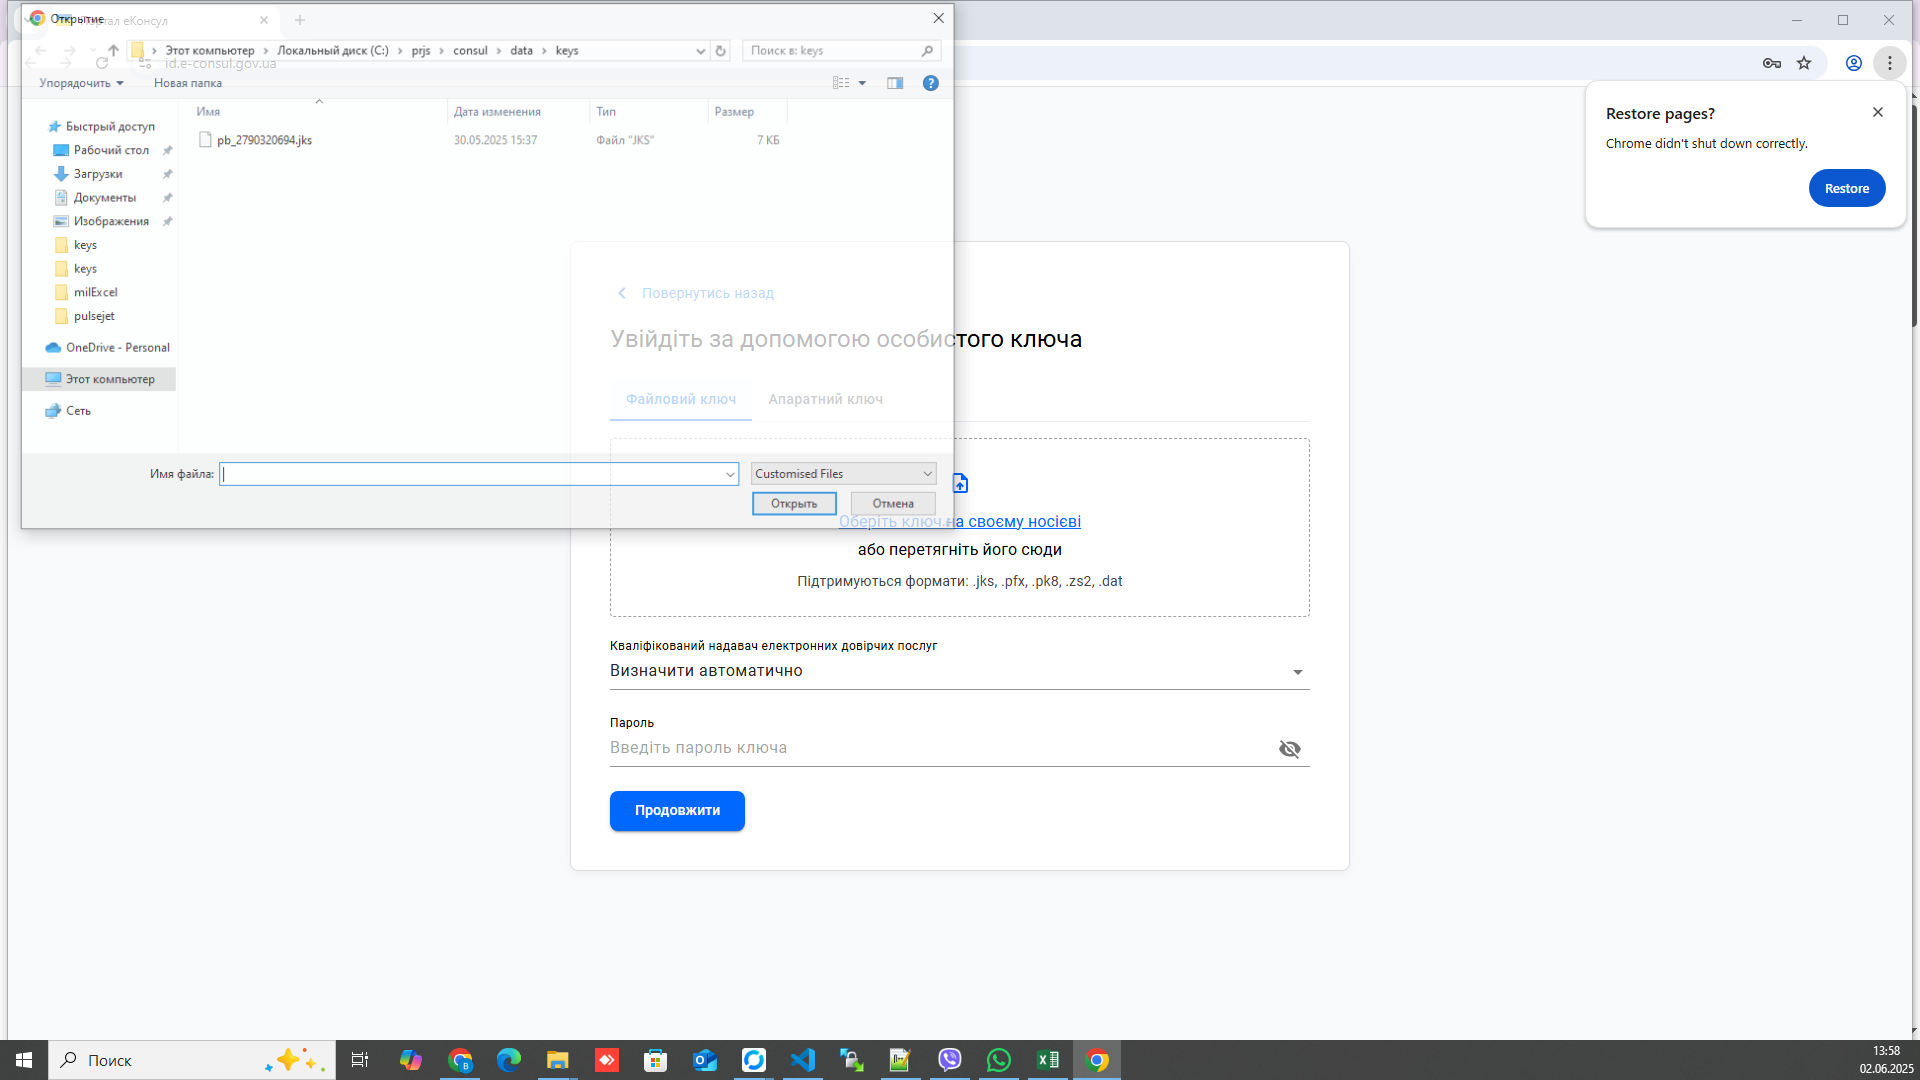 Открытие
Портал еКонсул
Этот компьютер
Локальный диск (C:)
prjs
consul
data
keys
Поиск в: keys
id.e-consul.gov.ua
Упорядочить
Новая папка
Имя
Дата изменения
Тип
Размер
pb_2790320694.jks
30.05.2025 15:37
Файл "JKS"
7 КБ
Быстрый доступ
Рабочий стол
Загрузки
Документы
Изображения
keys
keys
milExcel
pulsejet
OneDrive - Personal
Этот компьютер
Сеть
Имя файла:
Customised Files
Открыть
Отмена
Restore pages?
Chrome didn't shut down correctly.
Restore
Повернутись назад
Увійдіть за допомогою особистого ключа
Файловий ключ
Апаратний ключ
Оберіть ключ на своєму носієві
або перетягніть його сюди
Підтримуються формати: .jks, .pfx, .pk8, .zs2, .dat
Кваліфікований надавач електронних довірчих послуг
Визначити автоматично
Пароль
Введіть пароль ключа
Продовжити
Поиск
13:58
02.06.2025